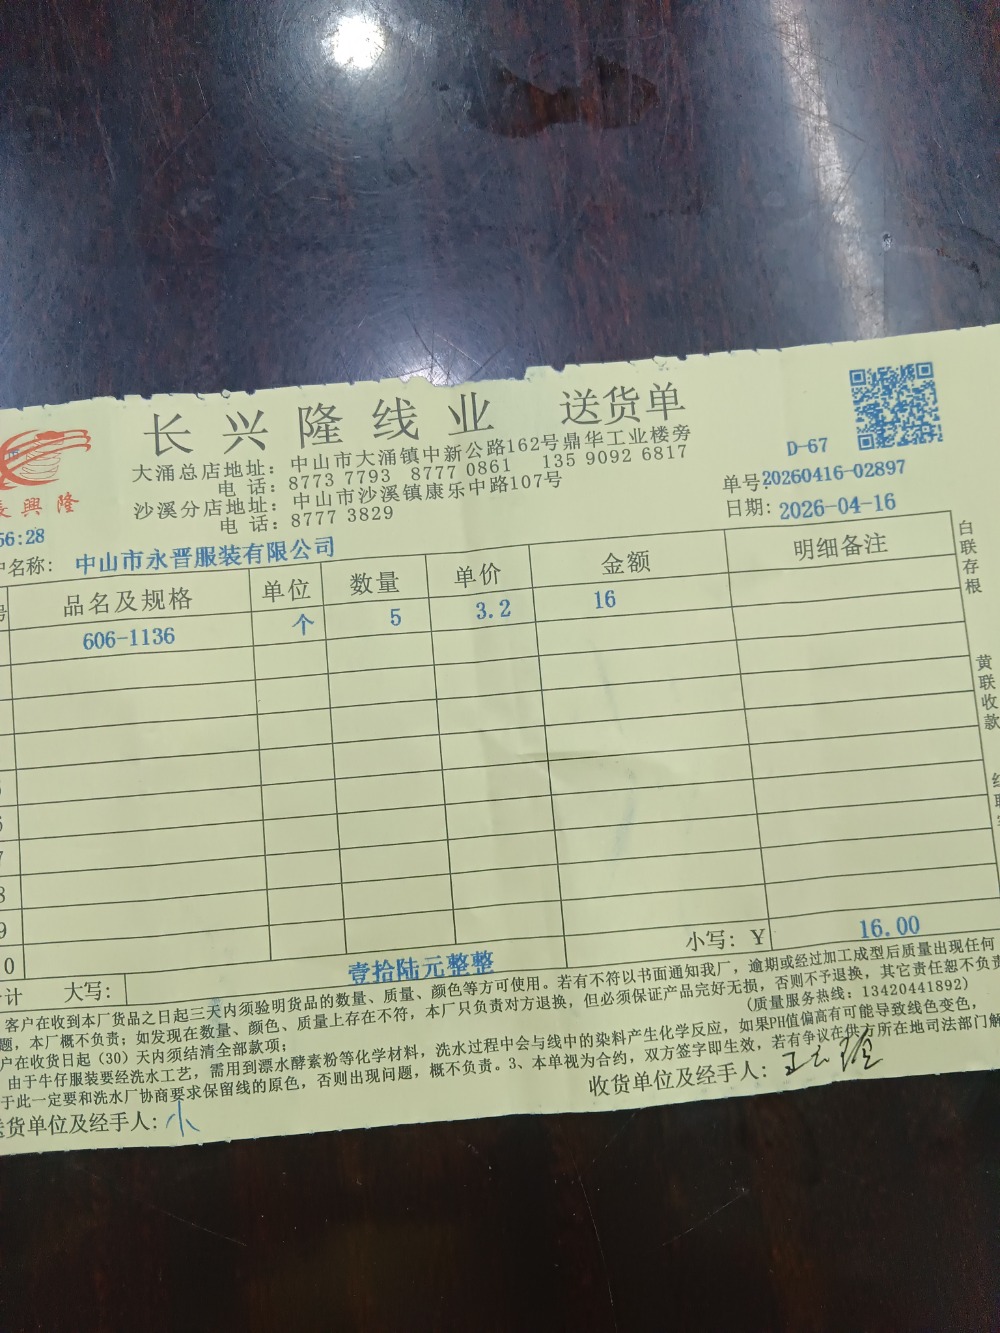 长兴隆线业 送货单
興隆
大涌总店地址：中山市大涌镇中新公路162号鼎华工业楼旁
电 话：8773 7793 8777 0861 135 9092 6817
沙溪分店地址：中山市沙溪镇康乐中路107号
电 话：8777 3829
D-67
单号：20260416-02897
日期：2026-04-16
56:28
户名称： 中山市永晋服装有限公司
号 品名及规格 单位 数量 单价 金额 明细备注
606-1136 个 5 3.2 16
7
8
9
0
计 大写： 壹拾陆元整整 小写：Y 16.00
客户在收到本厂货品之日起三天内须验明货品的数量、质量、颜色等方可使用。若有不符以书面通知我厂，逾期或经过加工成型后质量出现任何
题，本厂概不负责；如发现在数量、颜色、质量上存在不符，本厂只负责对方退换，但必须保证产品完好无损，否则不予退换，其它责任恕不负责
户在收货日起（30）天内须结清全部款项； (质量服务热线：13420441892)
由于牛仔服装要经洗水工艺，需用到漂水酵素粉等化学材料，洗水过程中会与线中的染料产生化学反应，如果PH值偏高有可能导致线色变色，
于此一定要和洗水厂协商要求保留线的原色，否则出现问题，概不负责。3、本单视为合约，双方签字即生效，若有争议在供方所在地司法部门解
货单位及经手人：小 收货单位及经手人：
白联存根
黄联收款